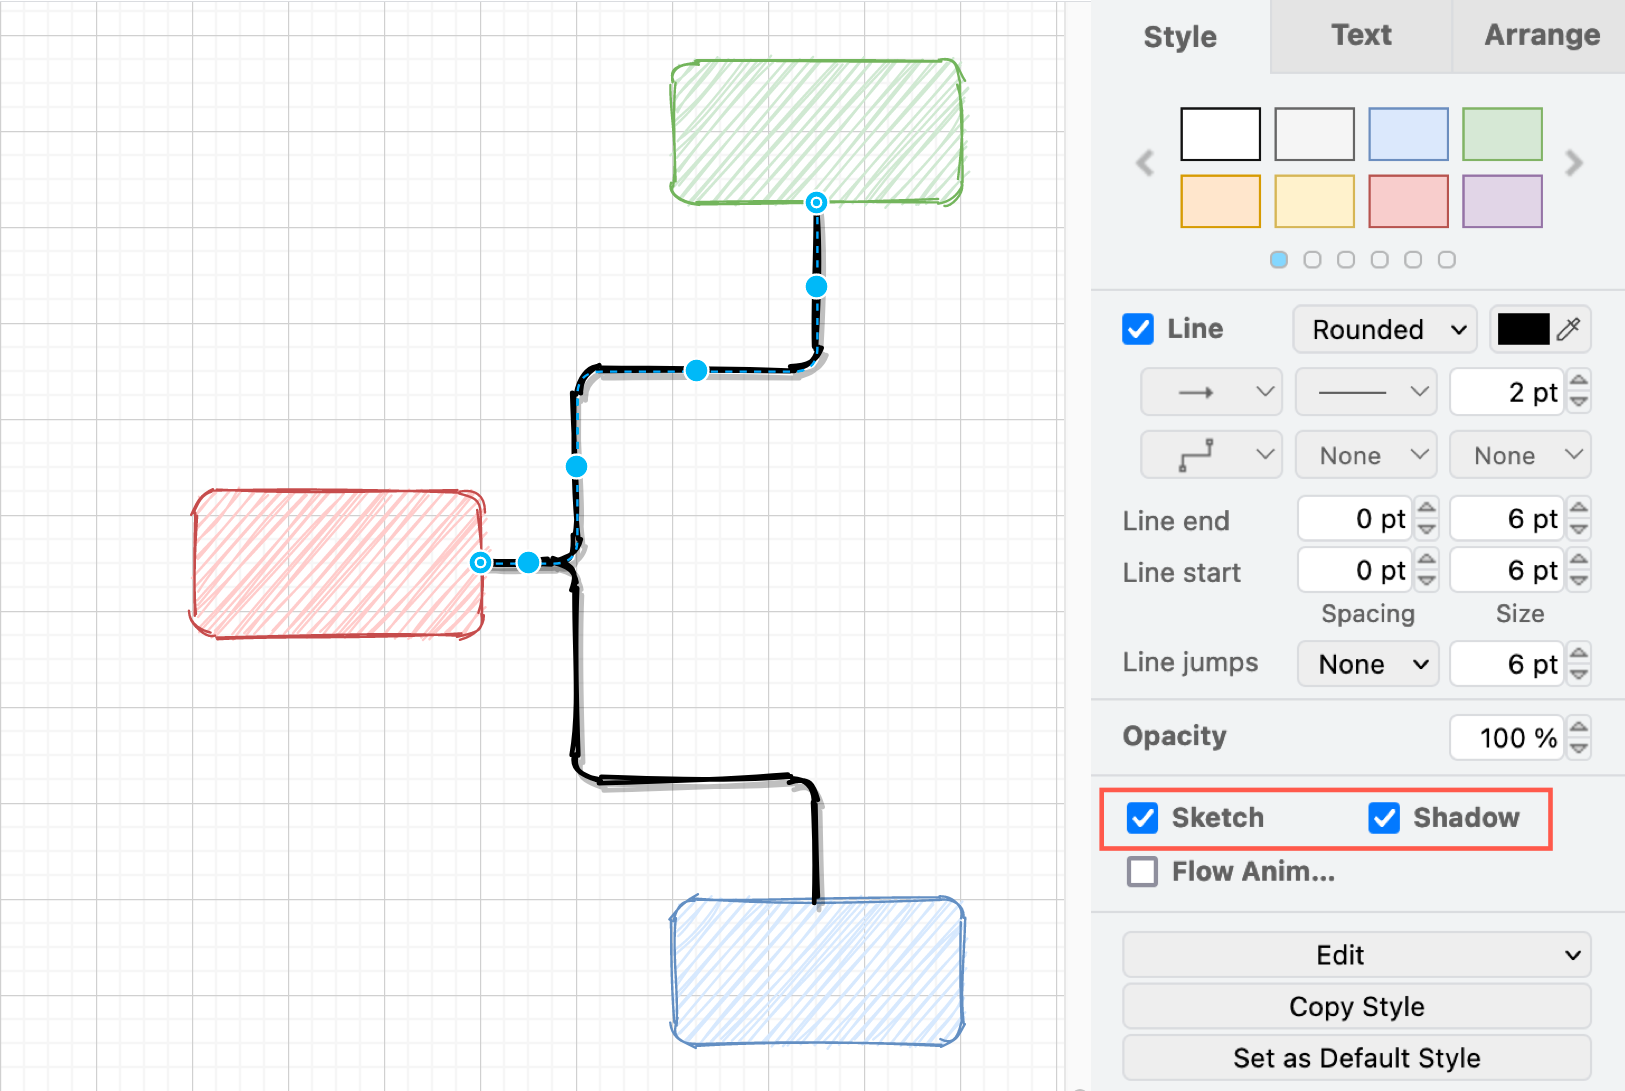 Style Text Arrange
Line Rounded
2 pt
None None
Line end 0 pt 6 pt
Line start 0 pt 6 pt
Spacing Size
Line jumps None 6 pt
Opacity 100 %
Sketch Shadow
Flow Anim...
Edit
Copy Style
Set as Default Style